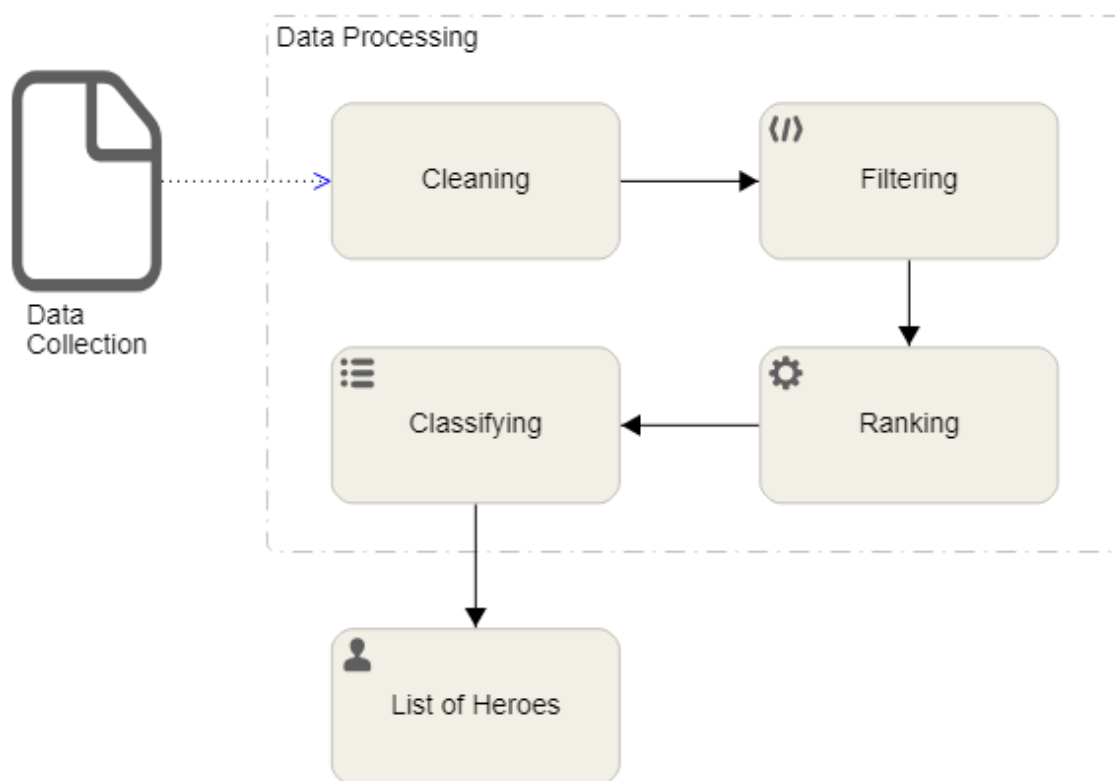 Data Processing
Cleaning
Filtering
Data
Collection
Classifying
Ranking
List of Heroes